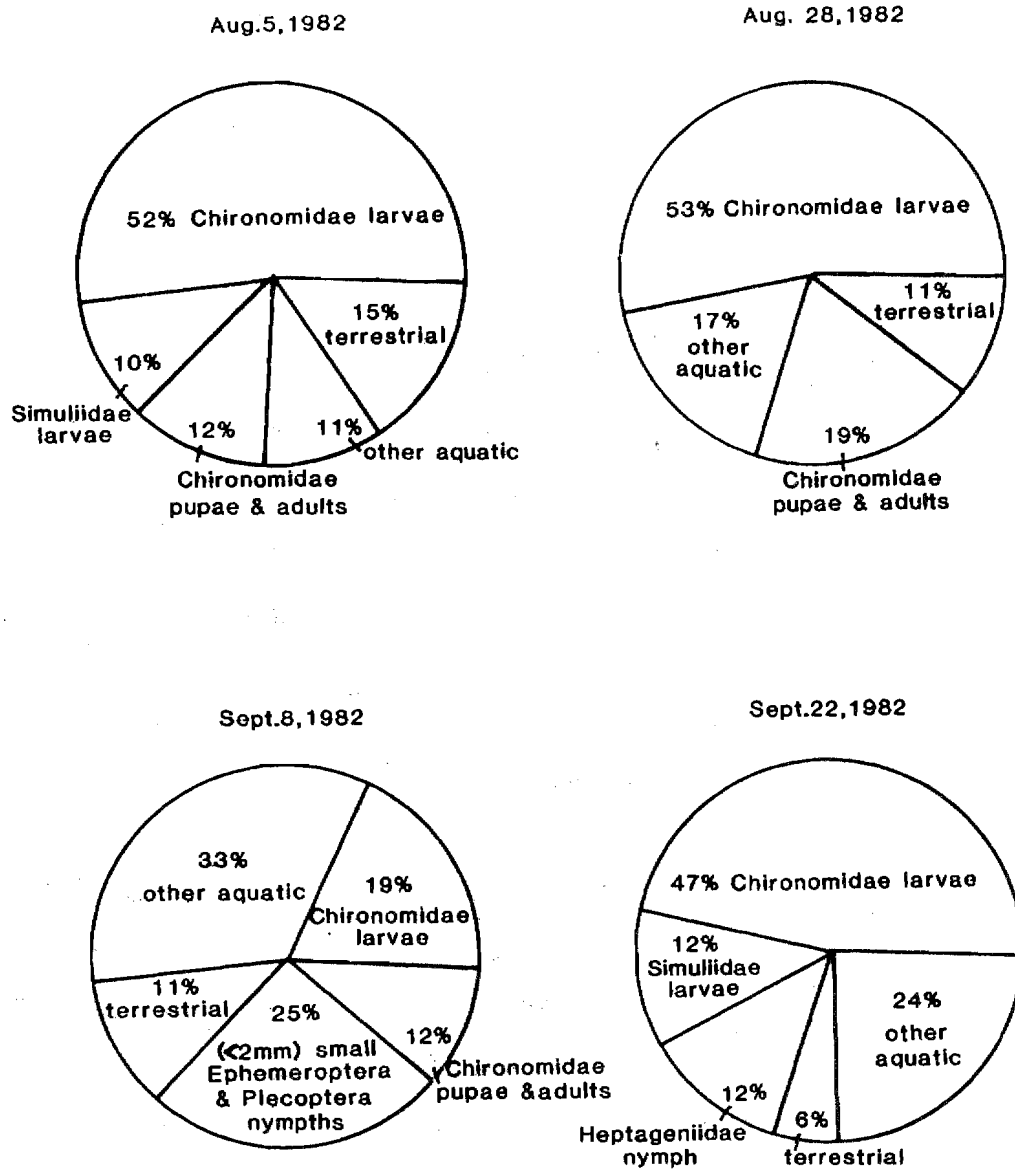 Aug.5,1982
52% Chironomidae larvae
15%
terrestrial
10%
Simuliidae
larvae
12%
Chironomidae
pupae & adults
11%
other aquatic
Aug. 28,1982
53% Chironomidae larvae
11%
terrestrial
17%
other
aquatic
19%
Chironomidae
pupae & adults
Sept.8,1982
33%
other aquatic
19%
Chironomidae
larvae
11%
terrestrial
25%
(<2mm) small
Ephemeroptera
& Plecoptera
nympths
12%
Chironomidae
pupae &adults
Sept.22,1982
47% Chironomidae larvae
12%
Simuliidae
larvae
24%
other
aquatic
12%
Heptageniidae
nymph
6%
terrestrial